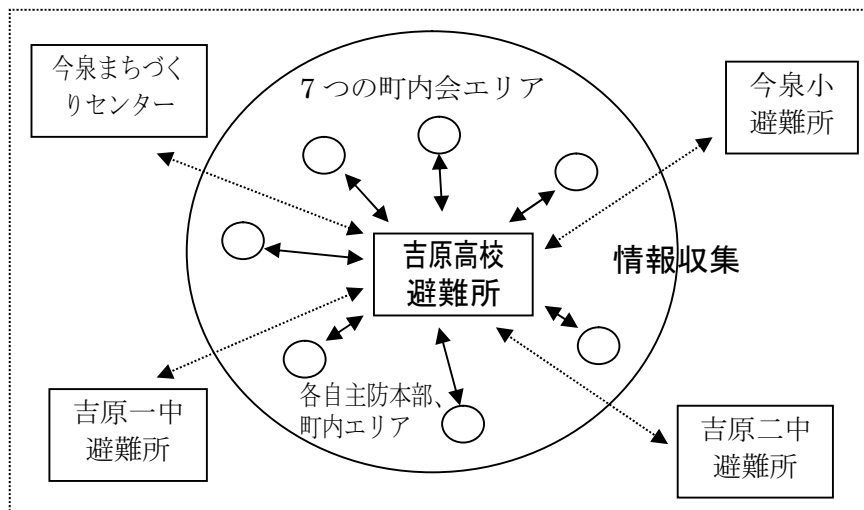 今泉まちづく
りセンター
7つの町内会エリア
今泉小
避難所
吉原高校
避難所
情報収集
吉原一中
避難所
各自主防本部、
町内エリア
吉原二中
避難所